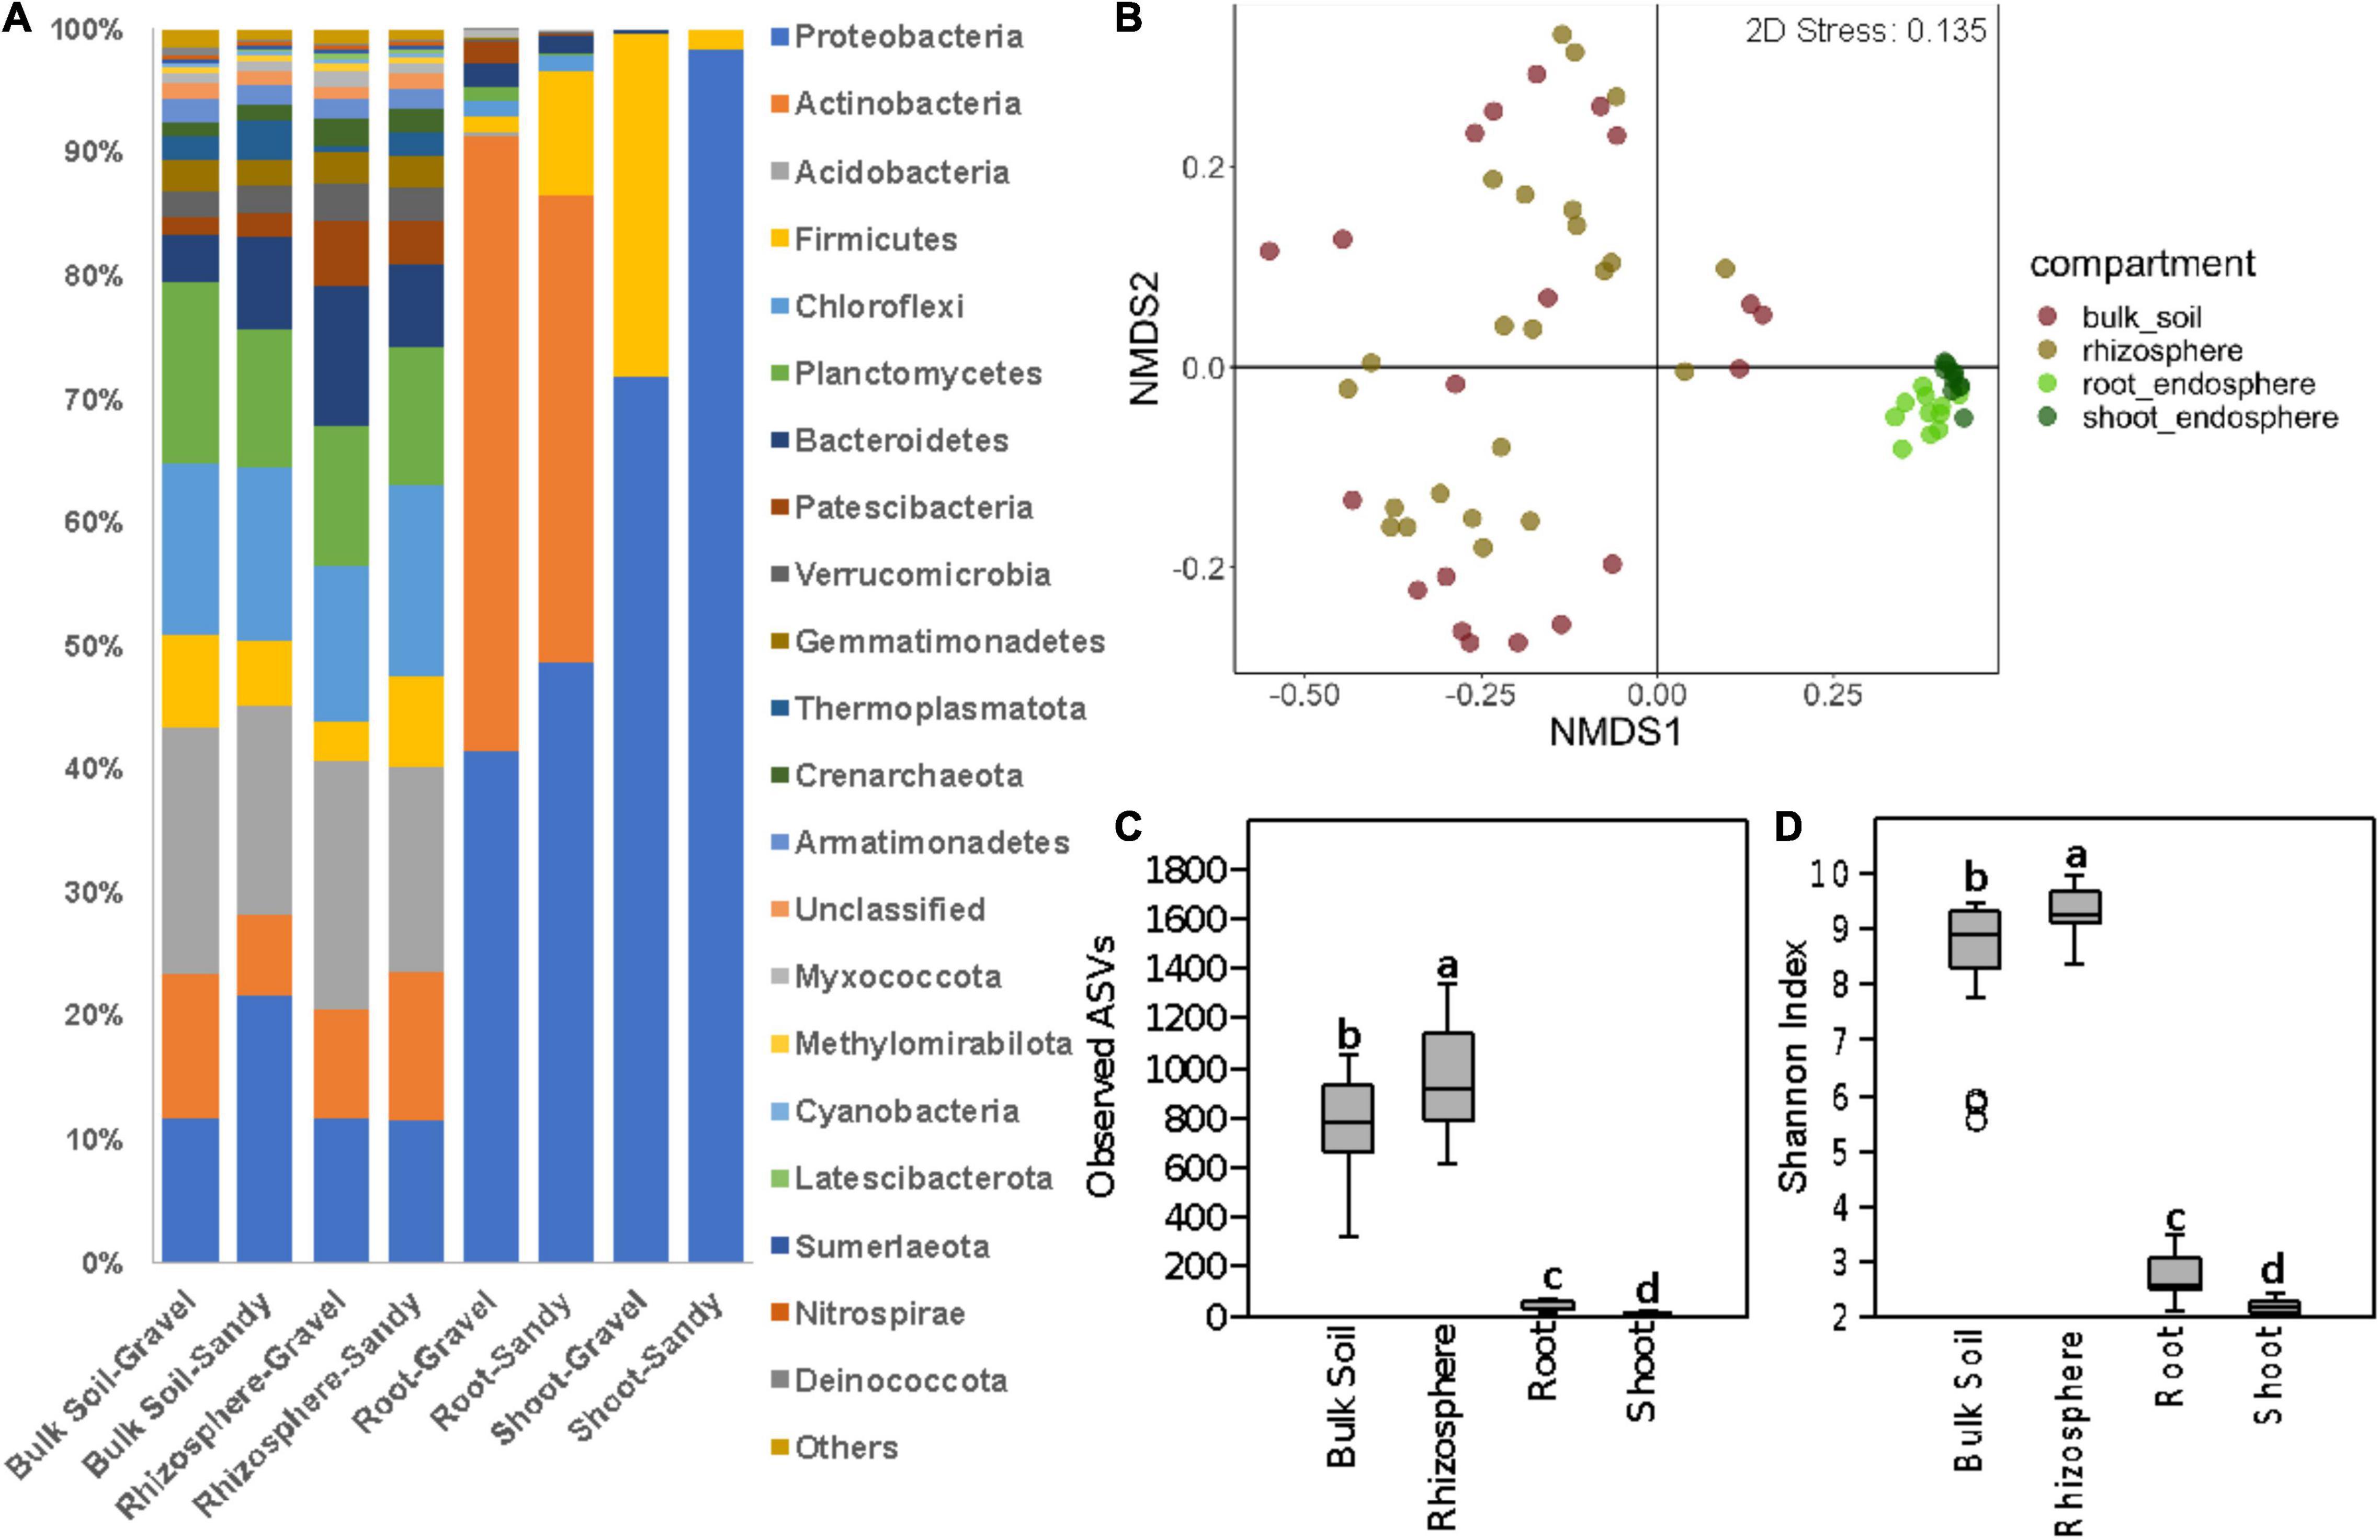 A
100%
90%
80%
70%
60%
50%
40%
30%
20%
10%
0%
Bulk Soil-Gravel
Bulk Soil-Sandy
Rhizosphere-Gravel
Rhizosphere-Sandy
Root-Gravel
Root-Sandy
Shoot-Gravel
Shoot-Sandy
Proteobacteria
Actinobacteria
Acidobacteria
Firmicutes
Chloroflexi
Planctomycetes
Bacteroidetes
Patescibacteria
Verrucomicrobia
Gemmatimonadetes
Thermoplasmatota
Crenarchaeota
Armatimonadetes
Unclassified
Myxococcota
Methylomirabilota
Cyanobacteria
Latescibacterota
Sumerlaeota
Nitrospirae
Deinococcota
Others
B
2D Stress: 0.135
NMDS2
0.2
0.0
-0.2
-0.50
-0.25
0.00
0.25
NMDS1
compartment
bulk_soil
rhizosphere
root_endosphere
shoot_endosphere
C
Observed ASVs
1800
1600
1400
1200
1000
800
600
400
200
0
b
a
c
d
Bulk Soil
Rhizosphere
Root
Shoot
D
Shannon Index
10
9
8
7
6
5
4
3
2
b
a
c
d
Bulk Soil
Rhizosphere
Root
Shoot